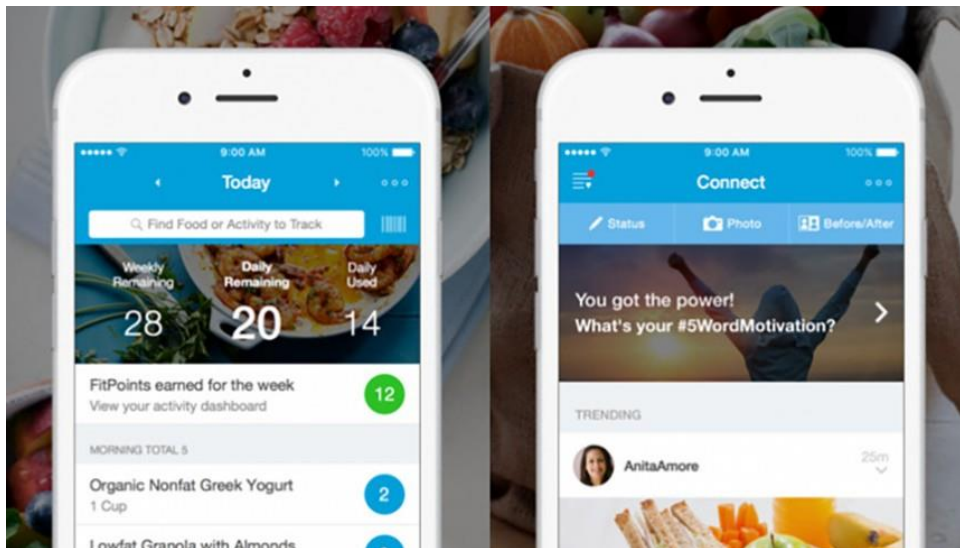 9:00 AM
100%
Today
Find Food or Activity to Track
Weekly
Remaining
28
Daily
Remaining
20
Daily
Used
14
FitPoints earned for the week
View your activity dashboard
12
MORNING TOTAL 5
Organic Nonfat Greek Yogurt
1 Cup
2
Lowfat Granola with Almonds
9:00 AM
100%
Connect
Status
Photo
Before/After
You got the power!
What's your #5WordMotivation?
TRENDING
AnitaAmore
25m